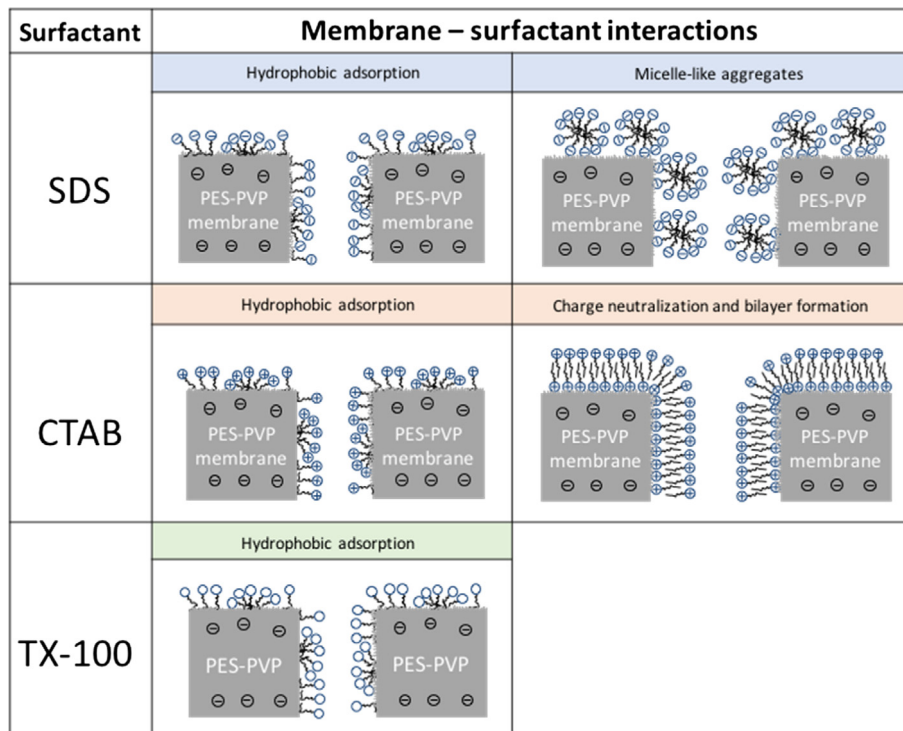 Surfactant
Membrane – surfactant interactions
SDS
Hydrophobic adsorption
Micelle-like aggregates
PES-PVP
membrane
PES-PVP
membrane
PES-PVP
membrane
PES-PVP
membrane
CTAB
Hydrophobic adsorption
Charge neutralization and bilayer formation
PES-PVP
membrane
PES-PVP
membrane
PES-PVP
membrane
PES-PVP
membrane
TX-100
Hydrophobic adsorption
PES-PVP
PES-PVP